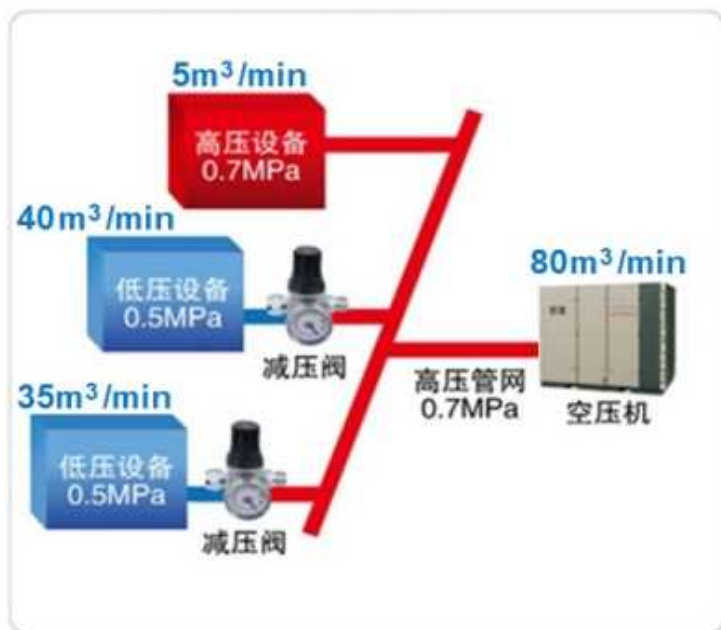 5m³/min
高压设备
0.7MPa
40m³/min
低压设备
0.5MPa
减压阀
80m³/min
高压管网
0.7MPa
空压机
35m³/min
低压设备
0.5MPa
减压阀